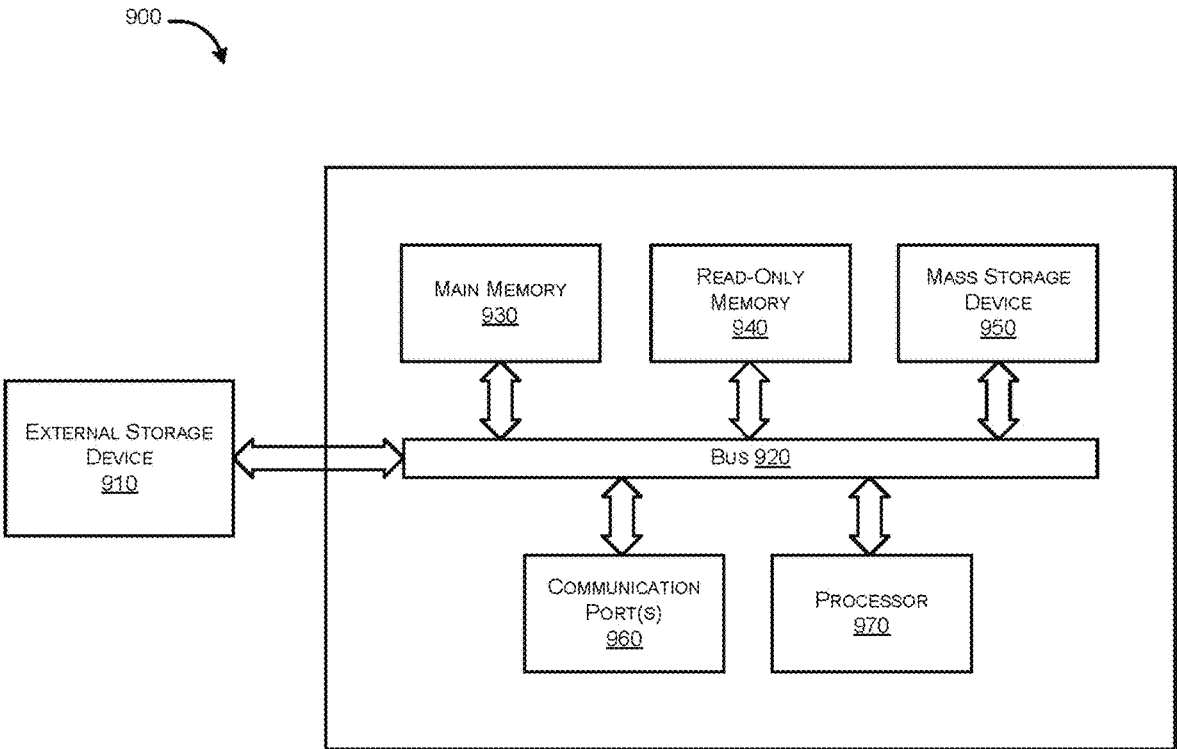 900
MAIN MEMORY
930
READ-ONLY
MEMORY
940
MASS STORAGE
DEVICE
950
EXTERNAL STORAGE
DEVICE
910
BUS 920
COMMUNICATION
PORT(S)
960
PROCESSOR
970